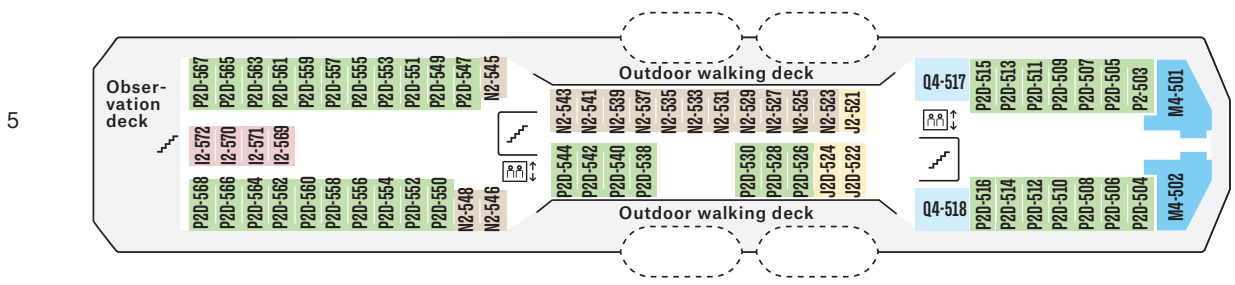 5
Obser-
vation
deck
P2D-567
P2D-565
P2D-563
P2D-561
P2D-559
P2D-557
P2D-555
P2D-553
P2D-551
P2D-549
P2D-547
N2-545
I2-572
I2-570
I2-571
I2-569
P2D-568
P2D-566
P2D-564
P2D-562
P2D-560
P2D-558
P2D-556
P2D-554
P2D-552
P2D-550
N2-548
N2-546
Outdoor walking deck
N2-543
N2-541
N2-539
N2-537
N2-535
N2-533
N2-531
N2-529
N2-527
N2-525
N2-523
J2-521
P2D-544
P2D-542
P2D-540
P2D-538
P2D-530
P2D-528
P2D-526
J2D-524
J2D-522
Outdoor walking deck
Q4-517
P2D-515
P2D-513
P2D-511
P2D-509
P2D-507
P2D-505
P2-503
M4-501
Q4-518
P2D-516
P2D-514
P2D-512
P2D-510
P2D-508
P2D-506
P2D-504
M4-502